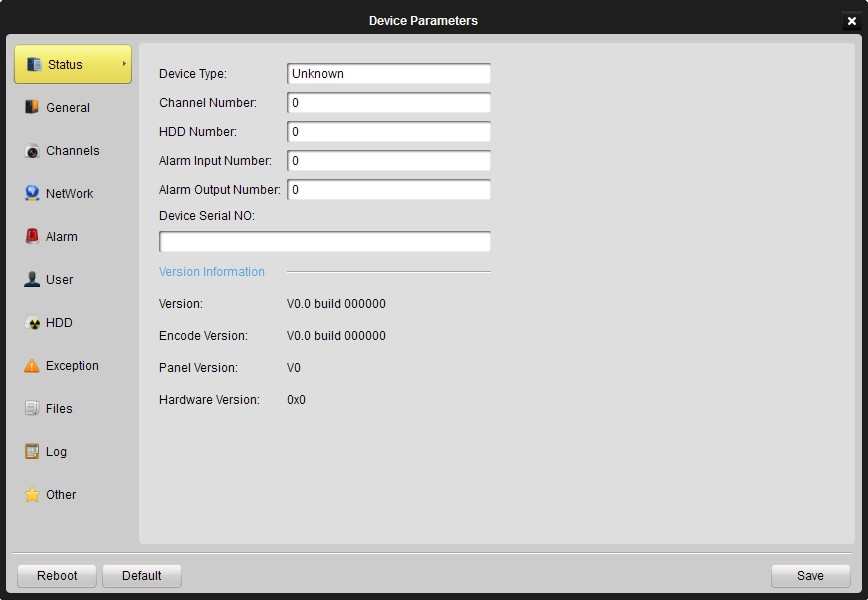 Device Parameters
Status
General
Channels
NetWork
Alarm
User
HDD
Exception
Files
Log
Other
Device Type: Unknown
Channel Number: 0
HDD Number: 0
Alarm Input Number: 0
Alarm Output Number: 0
Device Serial NO:
Version Information
Version: V0.0 build 000000
Encode Version: V0.0 build 000000
Panel Version: V0
Hardware Version: 0x0
Reboot Default Save